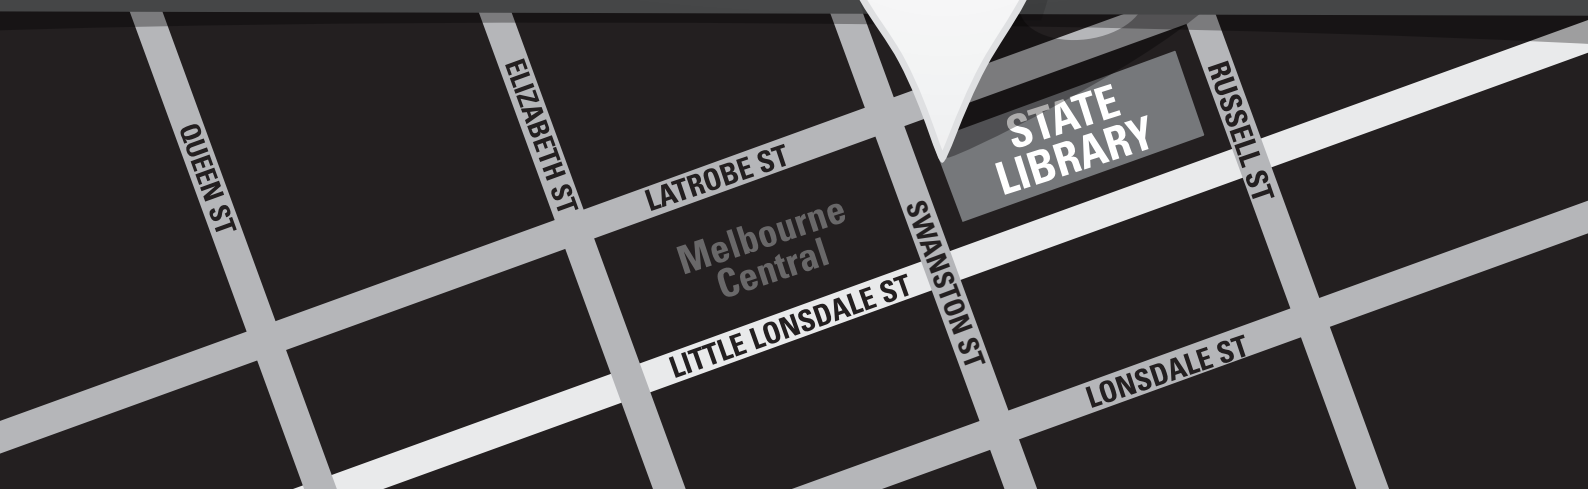 QUEEN ST
ELIZABETH ST
LATROBE ST
Melbourne
Central
LITTLE LONSDALE ST
SWANSTON ST
STATE
LIBRARY
RUSSELL ST
LONSDALE ST